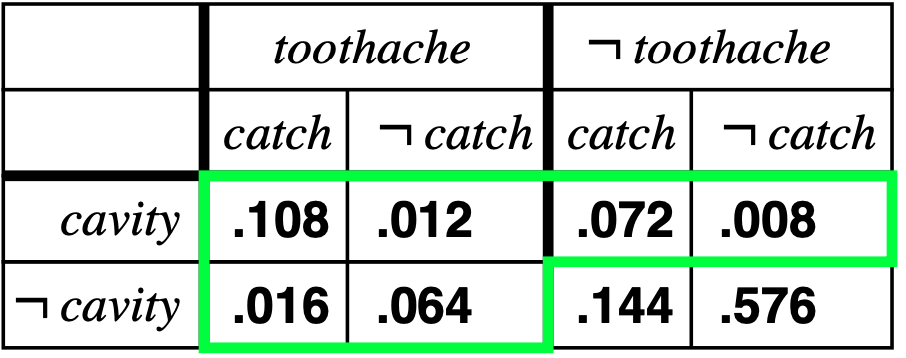 toothache ¬ toothache
catch ¬ catch catch ¬ catch
cavity .108 .012 .072 .008
¬ cavity .016 .064 .144 .576